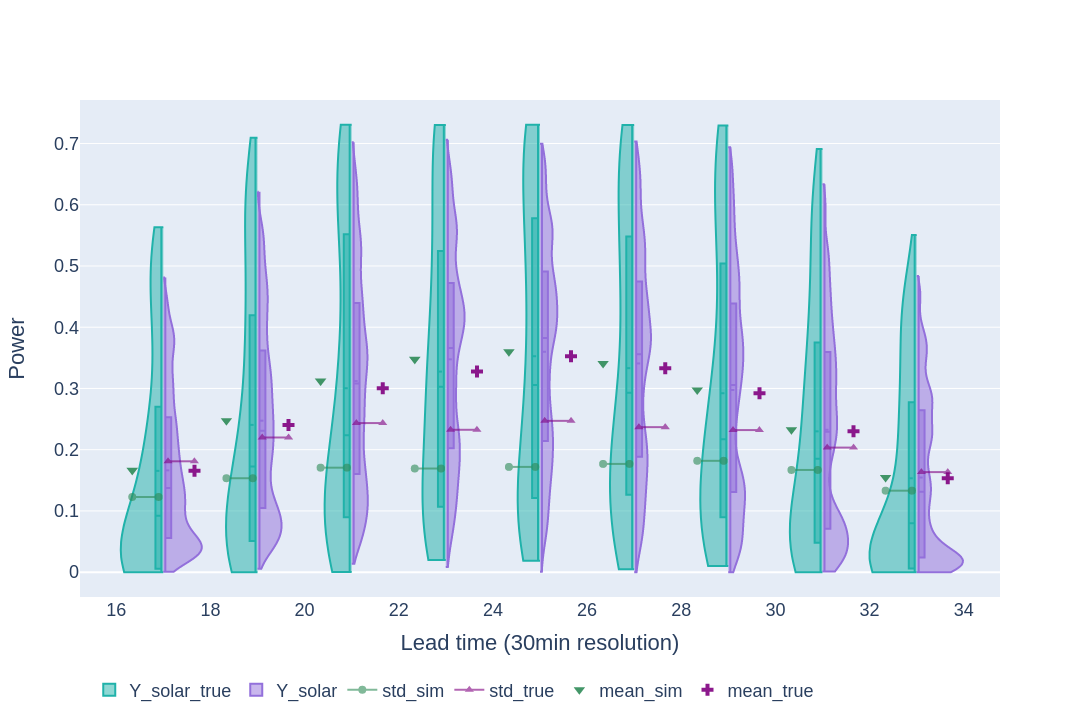 0.7
0.6
0.5
0.4
0.3
0.2
0.1
0
Power
16 18 20 22 24 26 28 30 32 34
Lead time (30min resolution)
Y_solar_true Y_solar std_sim std_true mean_sim mean_true